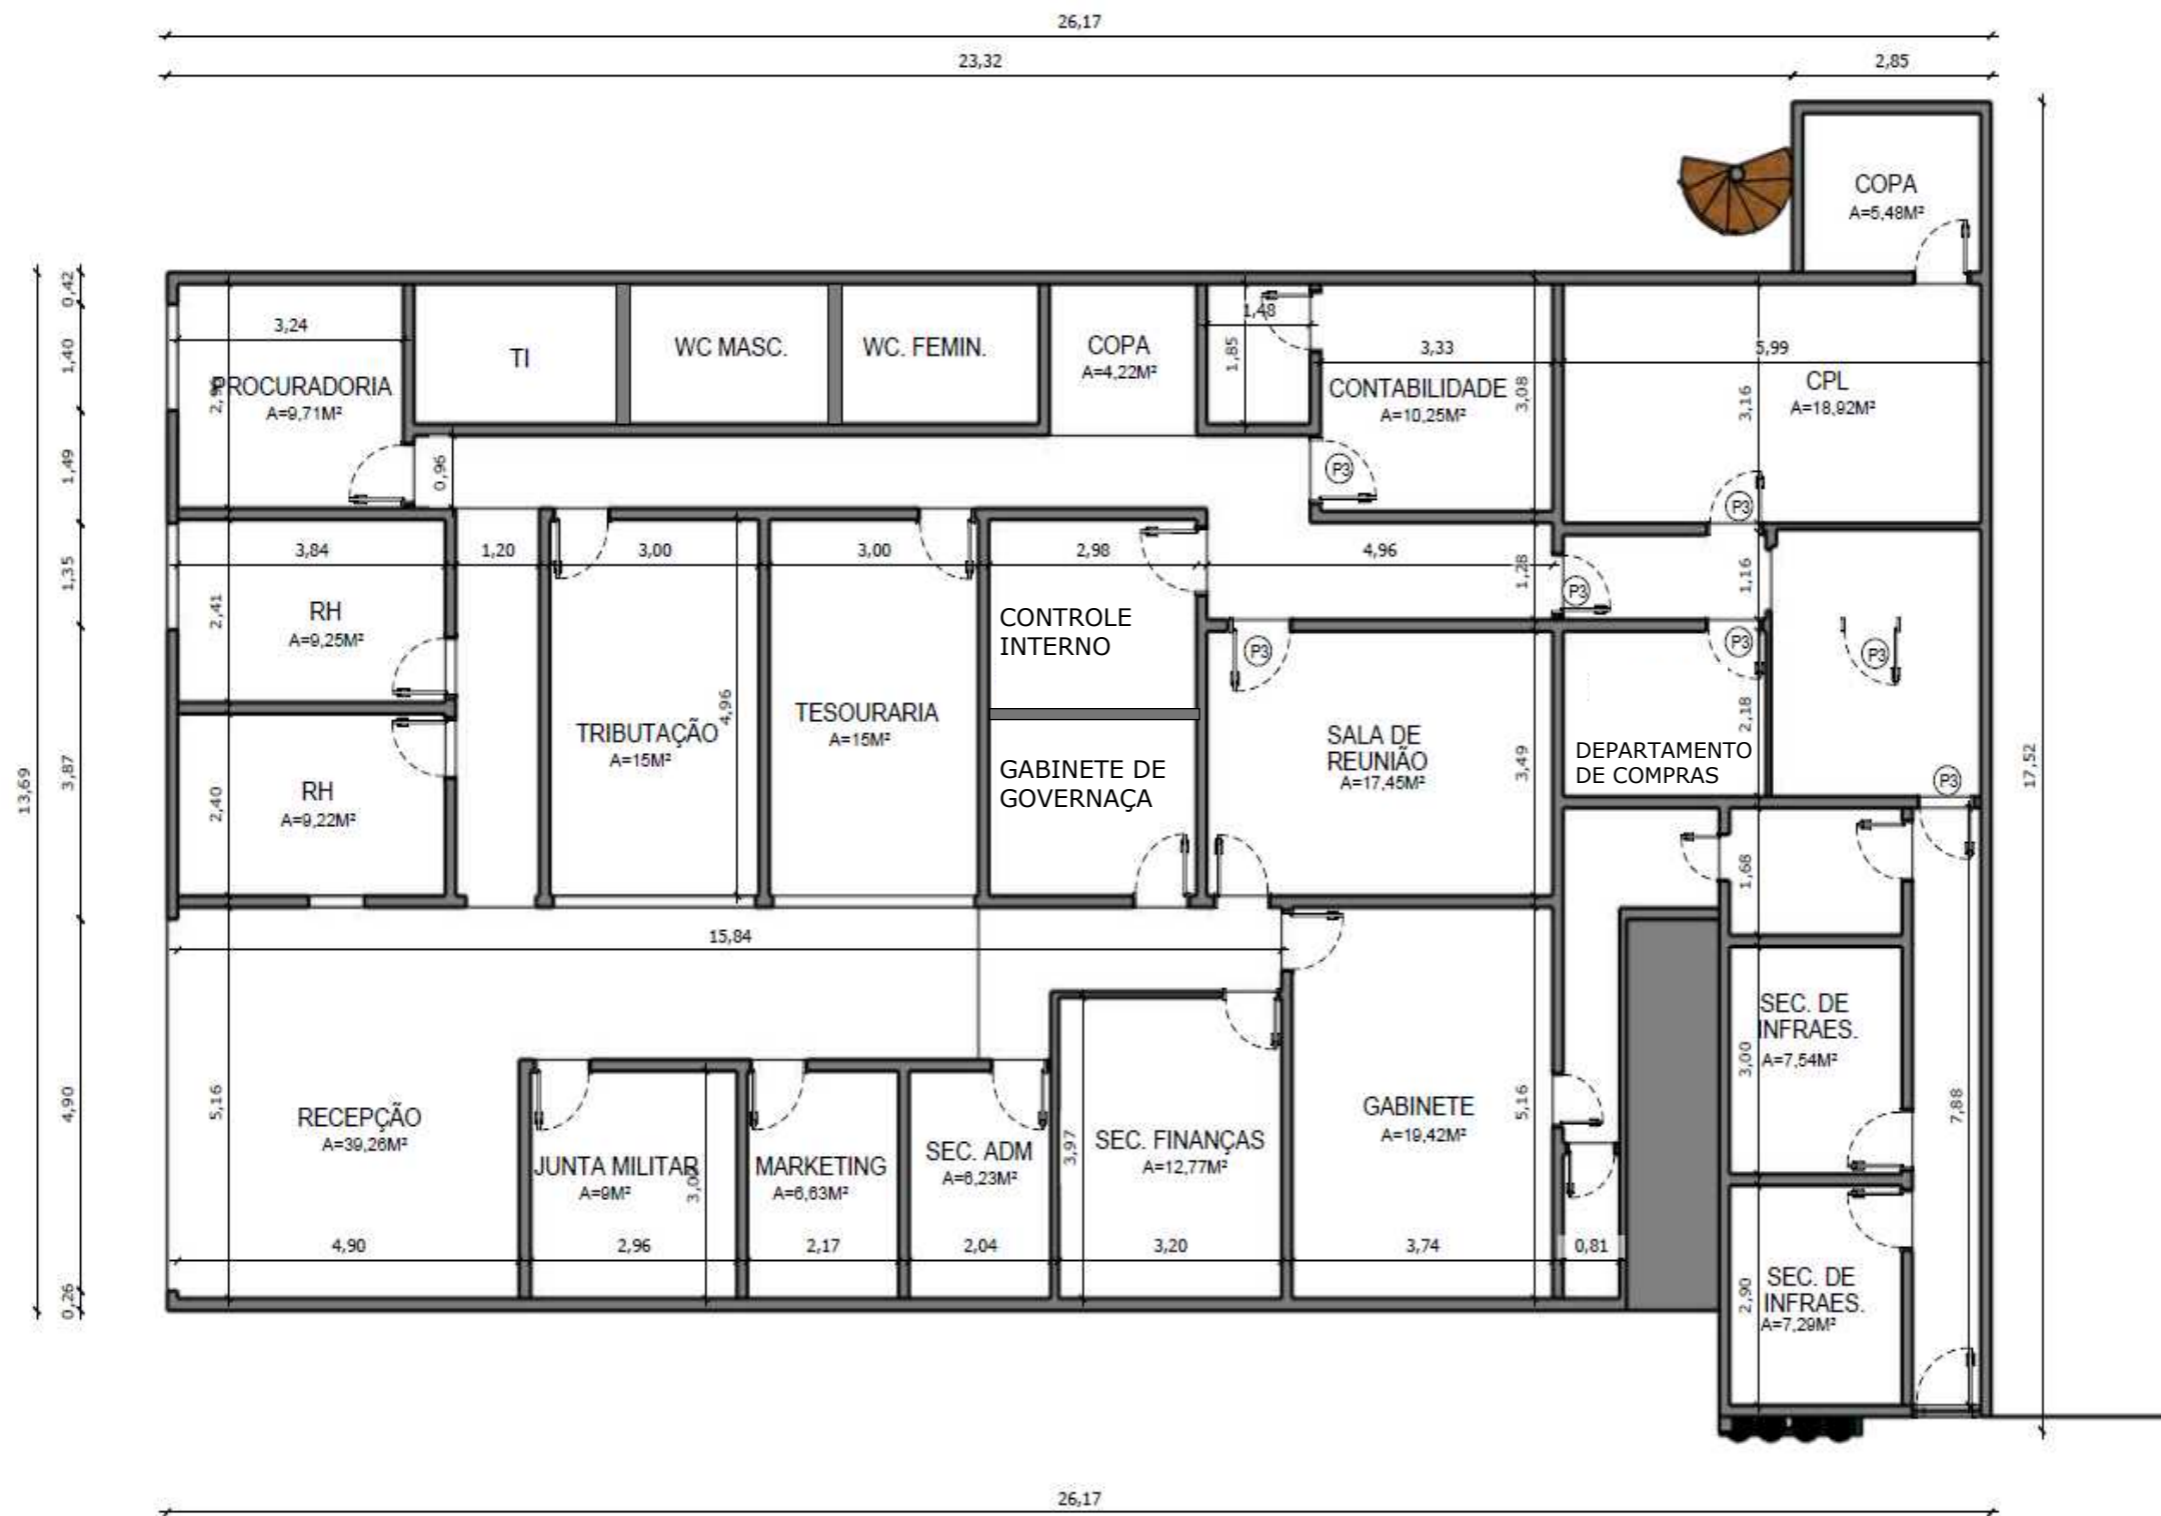 26,17
23,32
2,85
COPA
A=5,48M²
0,42
1,40
1,49
1,35
3,87
4,90
0,26
13,69
17,52
3,24
PROCURADORIA
A=9,71M²
TI
WC MASC.
WC. FEMIN.
COPA
A=4,22M²
1,48
1,85
3,33
CONTABILIDADE
A=10,25M²
3,08
5,99
CPL
A=18,92M²
3,16
0,96
P3
P3
3,84
1,20
3,00
3,00
2,98
4,96
1,28
P3
1,16
2,41
RH
A=9,25M²
CONTROLE
INTERNO
P3
P3
P3
2,40
RH
A=9,22M²
TRIBUTAÇÃO
A=15M²
4,96
TESOURARIA
A=15M²
GABINETE DE
GOVERNAÇA
SALA DE
REUNIÃO
A=17,45M²
3,49
2,18
DEPARTAMENTO
DE COMPRAS
P3
1,68
15,84
5,16
RECEPÇÃO
A=39,26M²
JUNTA MILITAR
A=9M²
MARKETING
A=6,63M²
SEC. ADM
A=6,23M²
3,97
SEC. FINANÇAS
A=12,77M²
GABINETE
A=19,42M²
5,16
SEC. DE
INFRAES.
A=7,54M²
3,00
7,88
4,90
2,96
2,17
2,04
3,20
3,74
0,81
SEC. DE
INFRAES.
A=7,29M²
2,90
26,17